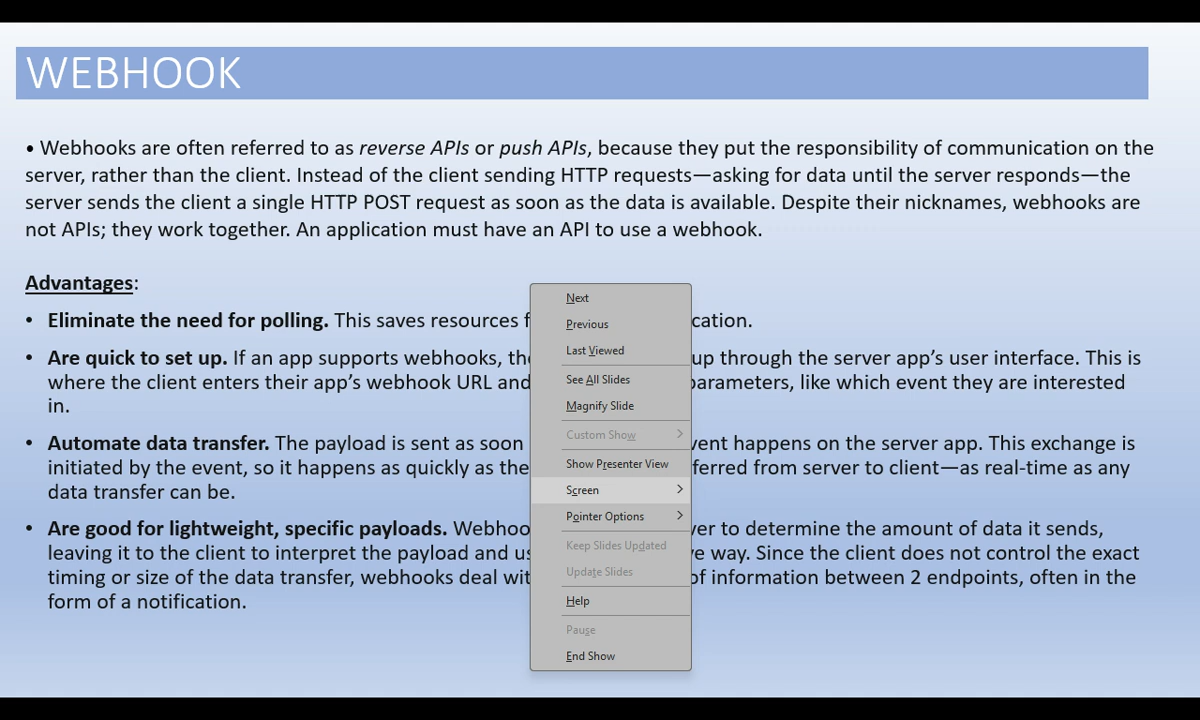 WEBHOOK
• Webhooks are often referred to as reverse APIs or push APIs, because they put the responsibility of communication on the
server, rather than the client. Instead of the client sending HTTP requests—asking for data until the server responds—the
server sends the client a single HTTP POST request as soon as the data is available. Despite their nicknames, webhooks are
not APIs; they work together. An application must have an API to use a webhook.
Advantages:
• Eliminate the need for polling. This saves resources cation.
• Are quick to set up. If an app supports webhooks, up through the server app’s user interface. This is
where the client enters their app’s webhook URL and parameters, like which event they are interested
in.
• Automate data transfer. The payload is sent as soon vent happens on the server app. This exchange is
initiated by the event, so it happens as quickly as the ferred from server to client—as real-time as any
data transfer can be.
• Are good for lightweight, specific payloads. Webhoo ver to determine the amount of data it sends,
leaving it to the client to interpret the payload and us ve way. Since the client does not control the exact
timing or size of the data transfer, webhooks deal wit of information between 2 endpoints, often in the
form of a notification.
Next
Previous
Last Viewed
See All Slides
Magnify Slide
Custom Show
Show Presenter View
Screen
Pointer Options
Keep Slides Updated
Update Slides
Help
Pause
End Show